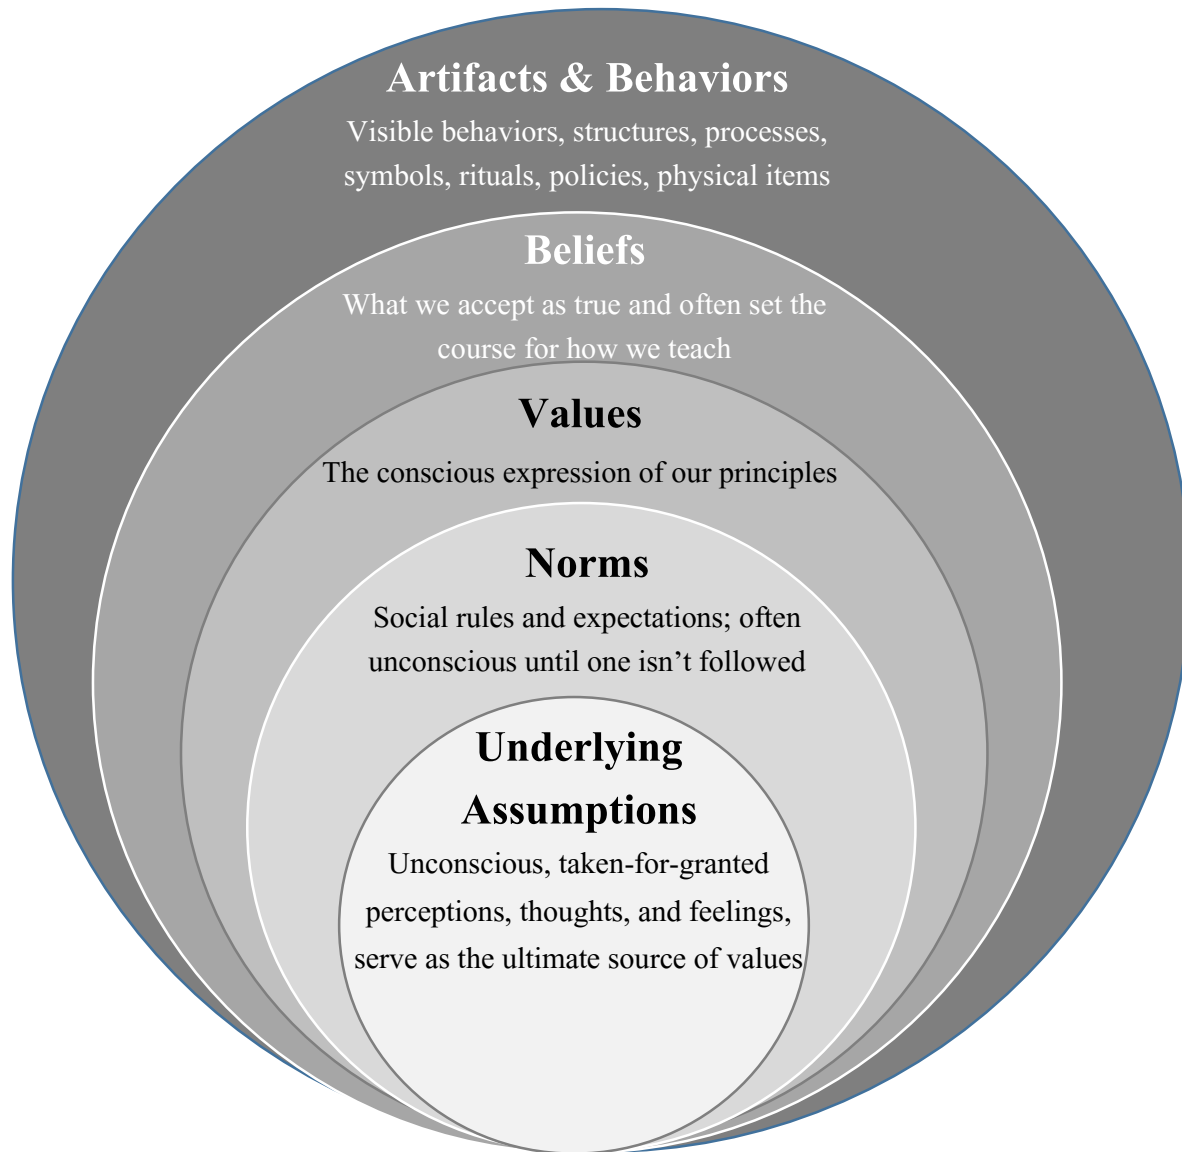 Artifacts & Behaviors
Visible behaviors, structures, processes,
symbols, rituals, policies, physical items
Beliefs
What we accept as true and often set the
course for how we teach
Values
The conscious expression of our principles
Norms
Social rules and expectations; often
unconscious until one isn’t followed
Underlying
Assumptions
Unconscious, taken-for-granted
perceptions, thoughts, and feelings,
serve as the ultimate source of values